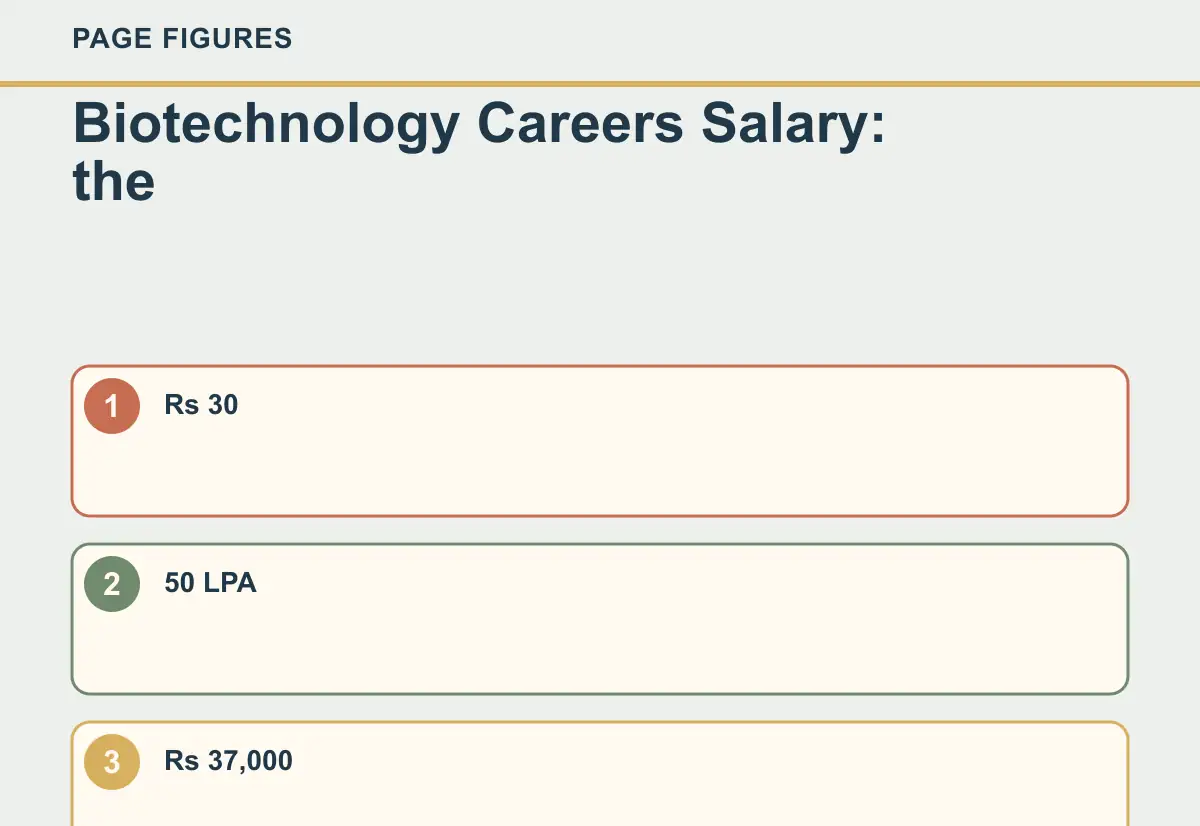 PAGE FIGURES
Biotechnology Careers Salary:
the
1 Rs 30
2 50 LPA
3 Rs 37,000